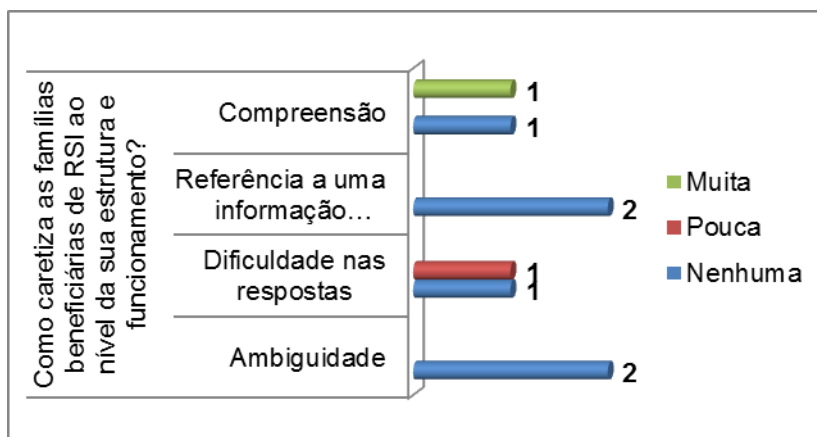 Como caretiza as famílias
beneficiárias de RSI ao
nível da sua estrutura e
funcionamento?
Compreensão
1
1
Referência a uma
informação…
2
Dificuldade nas
respostas
1
1
Ambiguidade
2
Muita
Pouca
Nenhuma